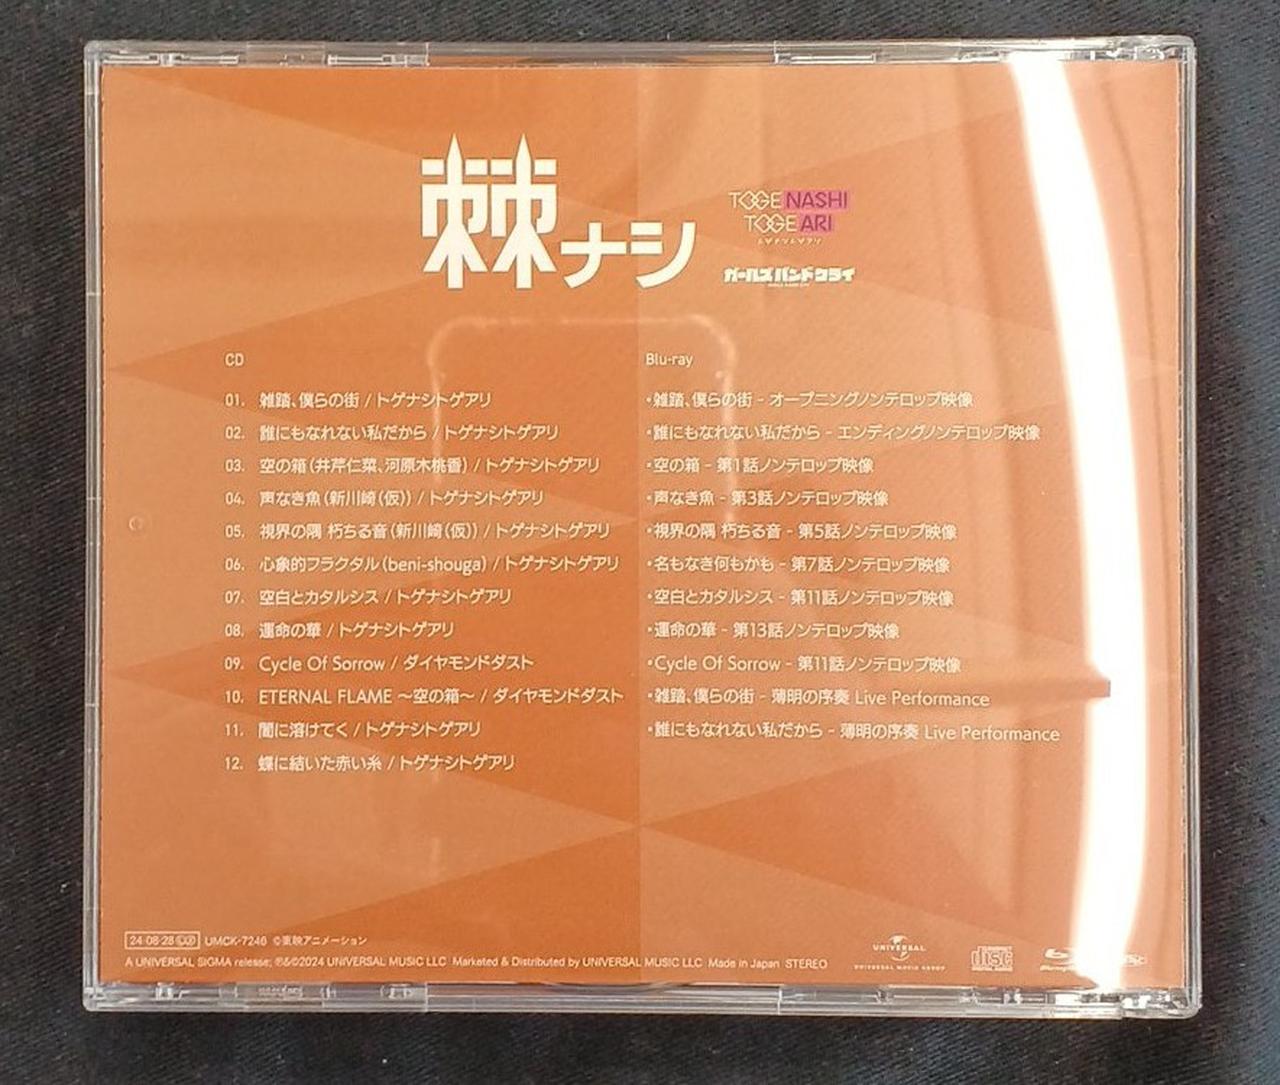 棘ナシ
TOGENASHI
TOGEARI
トゲナシトゲアリ
ガールズバンドクライ
CD
01. 雑踏、僕らの街 / トゲナシトゲアリ
02. 誰にもなれない私だから / トゲナシトゲアリ
03. 空の箱（井芹仁菜、河原木桃香） / トゲナシトゲアリ
04. 声なき魚（新川崎（仮）） / トゲナシトゲアリ
05. 視界の隅 朽ちる音（新川崎（仮）） / トゲナシトゲアリ
06. 心象的フラクタル（beni-shouga） / トゲナシトゲアリ
07. 空白とカタルシス / トゲナシトゲアリ
08. 運命の華 / トゲナシトゲアリ
09. Cycle Of Sorrow / ダイヤモンドダスト
10. ETERNAL FLAME 〜空の箱〜 / ダイヤモンドダスト
11. 闇に溶けてく / トゲナシトゲアリ
12. 蝶に結いた赤い糸 / トゲナシトゲアリ
Blu-ray
・雑踏、僕らの街 - オープニングノンテロップ映像
・誰にもなれない私だから - エンディングノンテロップ映像
・空の箱 - 第1話ノンテロップ映像
・声なき魚 - 第3話ノンテロップ映像
・視界の隅 朽ちる音 - 第5話ノンテロップ映像
・名もなき何もかも - 第7話ノンテロップ映像
・空白とカタルシス - 第11話ノンテロップ映像
・運命の華 - 第13話ノンテロップ映像
・Cycle Of Sorrow - 第11話ノンテロップ映像
・雑踏、僕らの街 - 薄明の序奏 Live Performance
・誰にもなれない私だから - 薄明の序奏 Live Performance
24·08·28 UMCK-7246 ©東映アニメーション
A UNIVERSAL SIGMA release; ℗&©2024 UNIVERSAL MUSIC LLC Marketed & Distributed by UNIVERSAL MUSIC LLC Made in Japan STEREO
UNIVERSAL
UNIVERSAL MUSIC GROUP
COMPACT
disc
DIGITAL AUDIO